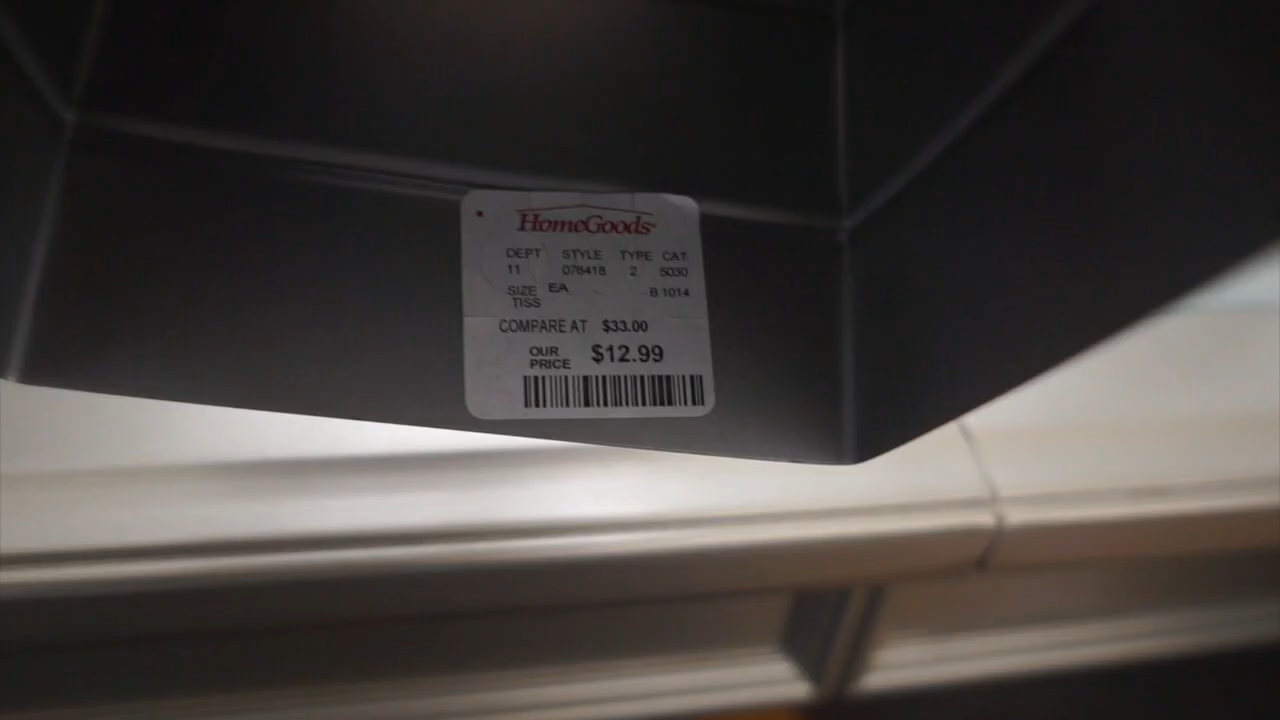 HomeGoods
DEPT STYLE TYPE CAT
11 078418 2 5030
SIZE EA B 1014
TISS
COMPARE AT $33.00
OUR PRICE $12.99